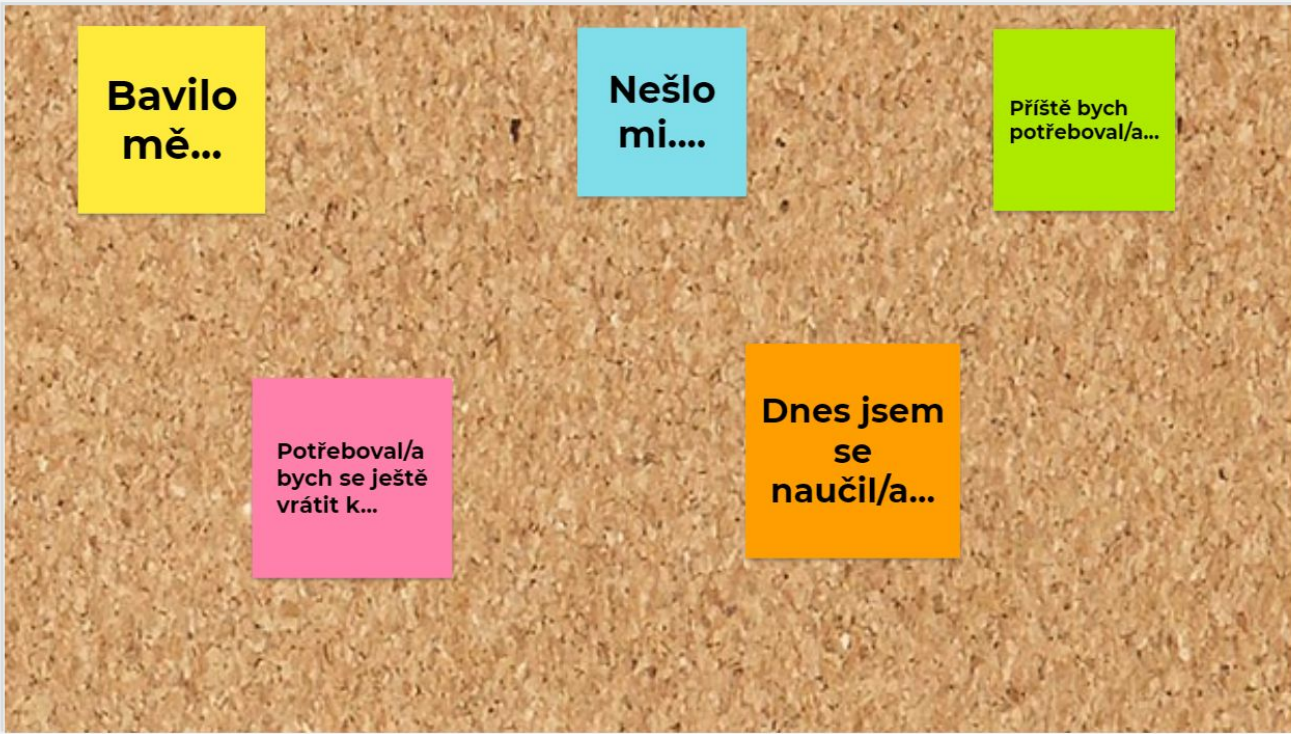 Bavilo
mě...
Nešlo
mi....
Příště bych
potřeboval/a...
Potřeboval/a
bych se ještě
vrátit k...
Dnes jsem
se
naučil/a...